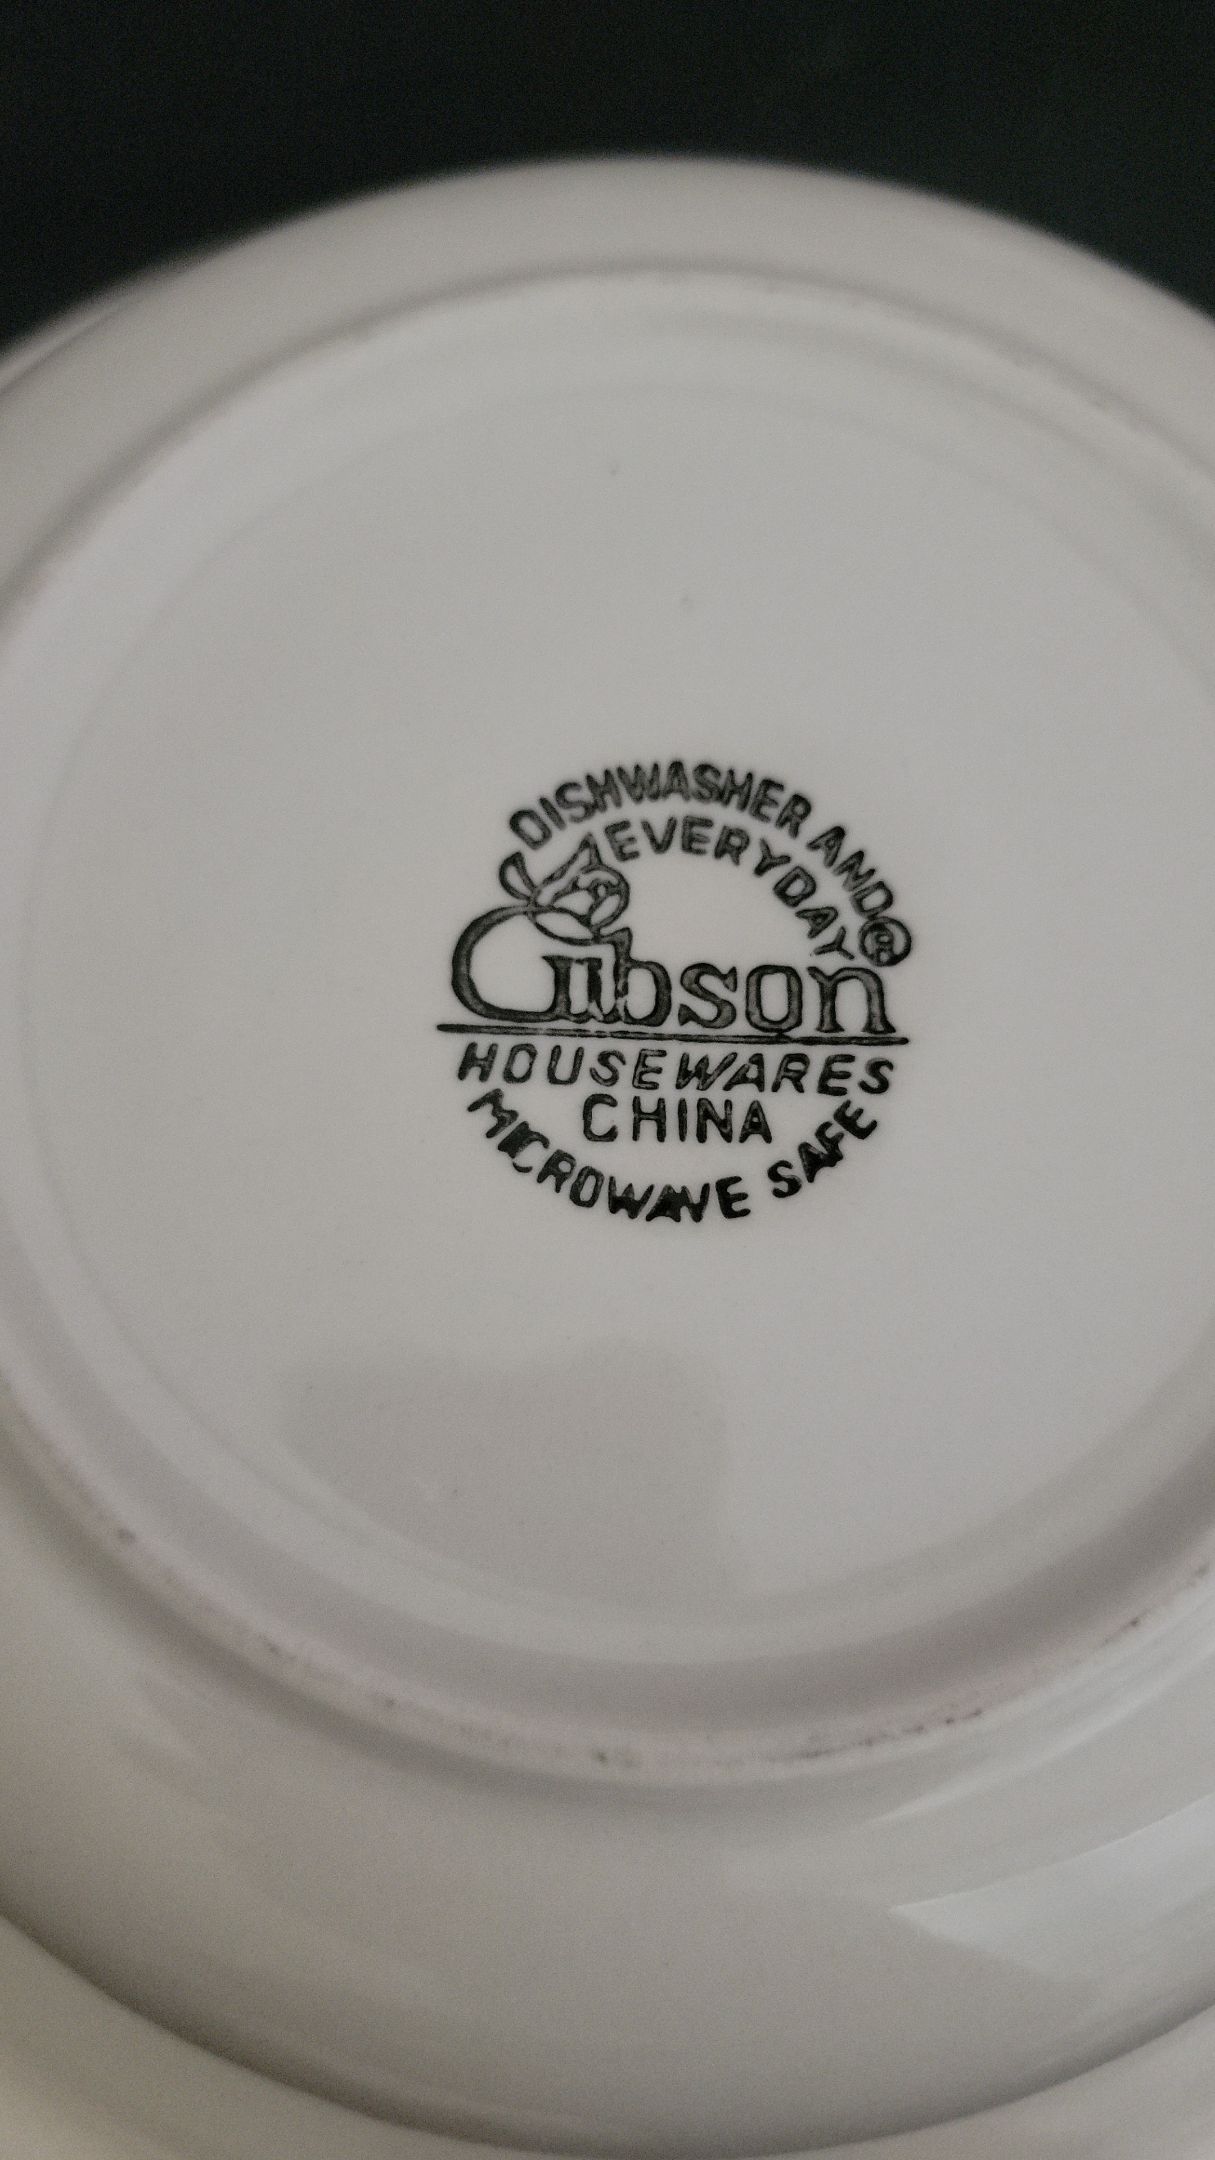 DISHWASHER AND
EVERYDAY
Gibson®
HOUSEWARES
CHINA
MICROWAVE SAFE